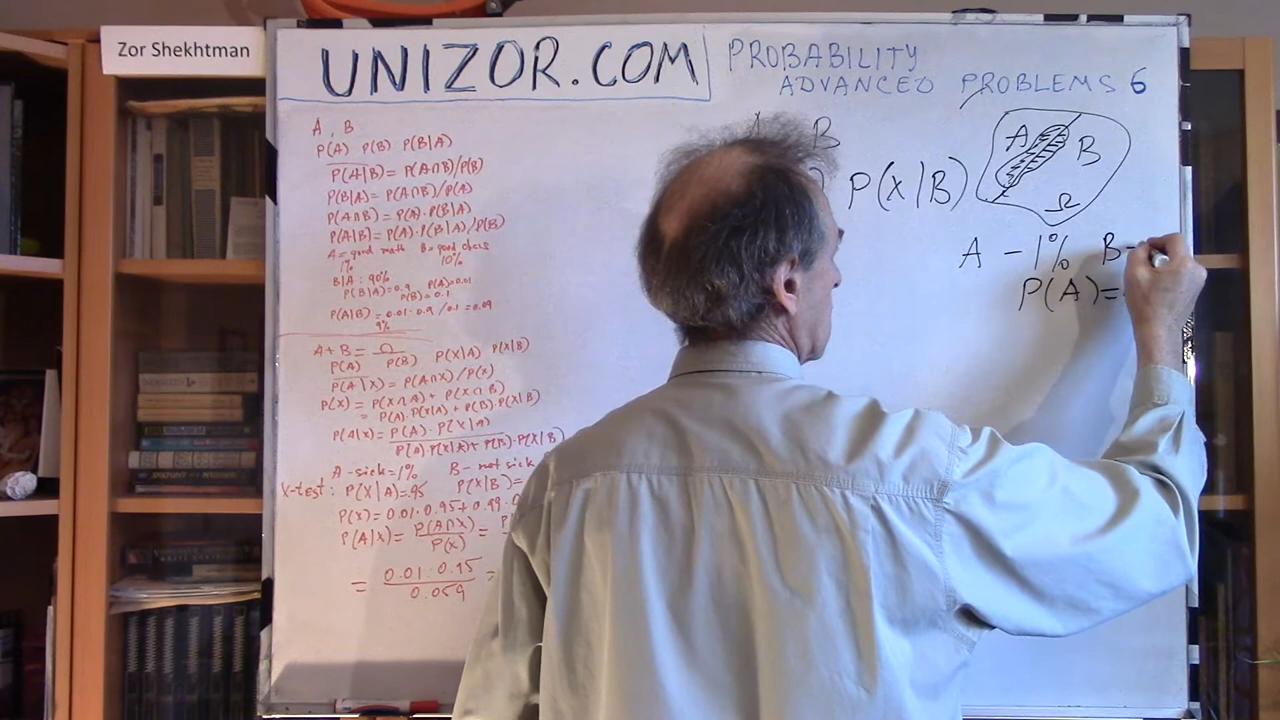 Zor Shekhtman
UNIZOR.COM
PROBABILITY
ADVANCED PROBLEMS 6
A, B
P(A) P(B) P(B|A)
P(A|B) = P(A∩B)/P(B)
P(B|A) = P(A∩B)/P(A)
P(A∩B) = P(A)·P(B|A)
P(A|B) = P(A)·P(B|A)/P(B)
A = good math B = good chess
1% 10%
B|A : 90%
P(B|A) = 0.9 P(A) = 0.01
P(B) = 0.1
P(A|B) = 0.01·0.9/0.1 = 0.09
9%
A+B = Ω
P(A) P(B) P(X|A) P(X|B)
P(A|X) = P(A∩X)/P(X)
P(X) = P(X∩A) + P(X∩B)
= P(A)·P(X|A) + P(B)·P(X|B)
P(A|X) = P(A)·P(X|A)
P(A)·P(X|A)+P(B)·P(X|B)
A - sick - 1% B - not sick
X-test: P(X|A)=.95 P(X|B)=
P(X) = 0.01·0.95+0.99·
P(A|X) = P(A∩X) =
P(X)
= 0.01·0.95 =
0.059
B
P(X|B)
A B
Ω
A - 1% B -
P(A)=